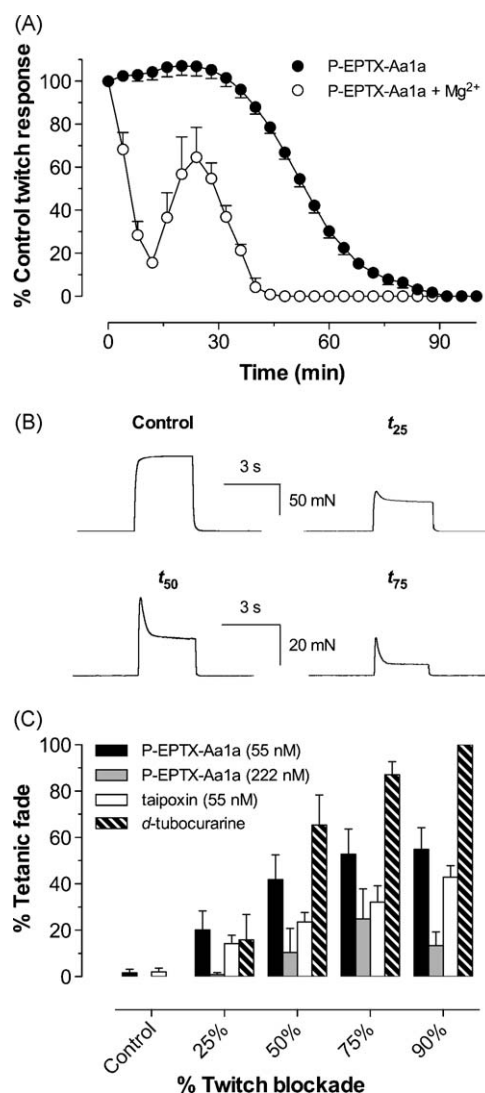 (A)
P-EPTX-Aa1a
P-EPTX-Aa1a + Mg²⁺
% Control twitch response
100
80
60
40
20
0
0 30 60 90
Time (min)
(B)
Control
t₂₅
3 s
50 mN
t₅₀
t₇₅
3 s
20 mN
(C)
P-EPTX-Aa1a (55 nM)
P-EPTX-Aa1a (222 nM)
taipoxin (55 nM)
d-tubocurarine
% Tetanic fade
100
80
60
40
20
0
Control 25% 50% 75% 90%
% Twitch blockade